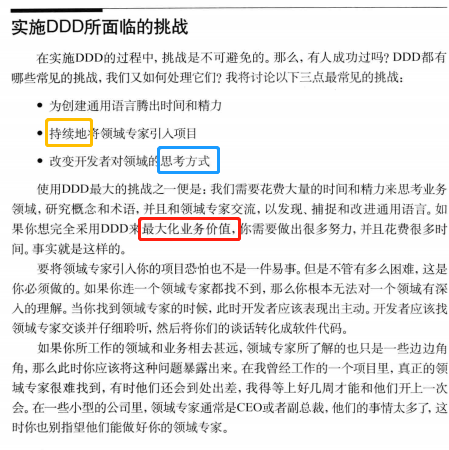 实施DDD所面临的挑战
在实施DDD的过程中，挑战是不可避免的。那么，有人成功过吗？DDD都有
哪些常见的挑战，我们又如何处理它们？我将讨论以下三点最常见的挑战：
• 为创建通用语言腾出时间和精力
• 持续地将领域专家引入项目
• 改变开发者对领域的思考方式
使用DDD最大的挑战之一便是：我们需要花费大量的时间和精力来思考业务
领域，研究概念和术语，并且和领域专家交流，以发现、捕捉和改进通用语言。如
果你想完全采用DDD来最大化业务价值，你需要做出很多努力，并且花费很多时
间。事实就是这样的。
要将领域专家引入你的项目恐怕也不是一件易事。但是不管有多么困难，这是
你必须做的。如果你连一个领域专家都找不到，那么你根本无法对一个领域有深
入的理解。当你找到领域专家的时候，此时开发者应该表现出主动。开发者应该找
领域专家交谈并仔细聆听，然后将你们的谈话转化成软件代码。
如果你所工作的领域和业务相去甚远，领域专家所了解的也只是一些边边角
角，那么此时你应该将这种问题暴露出来。在我曾经工作的一个项目里，真正的领
域专家很难找到，有时他们还会到处出差，我得等上好几周才能和他们开上一次
会。在一些小型的公司里，领域专家通常是CEO或者副总裁，他们的事情太多了，这
时你也别指望他们能做好你的领域专家。